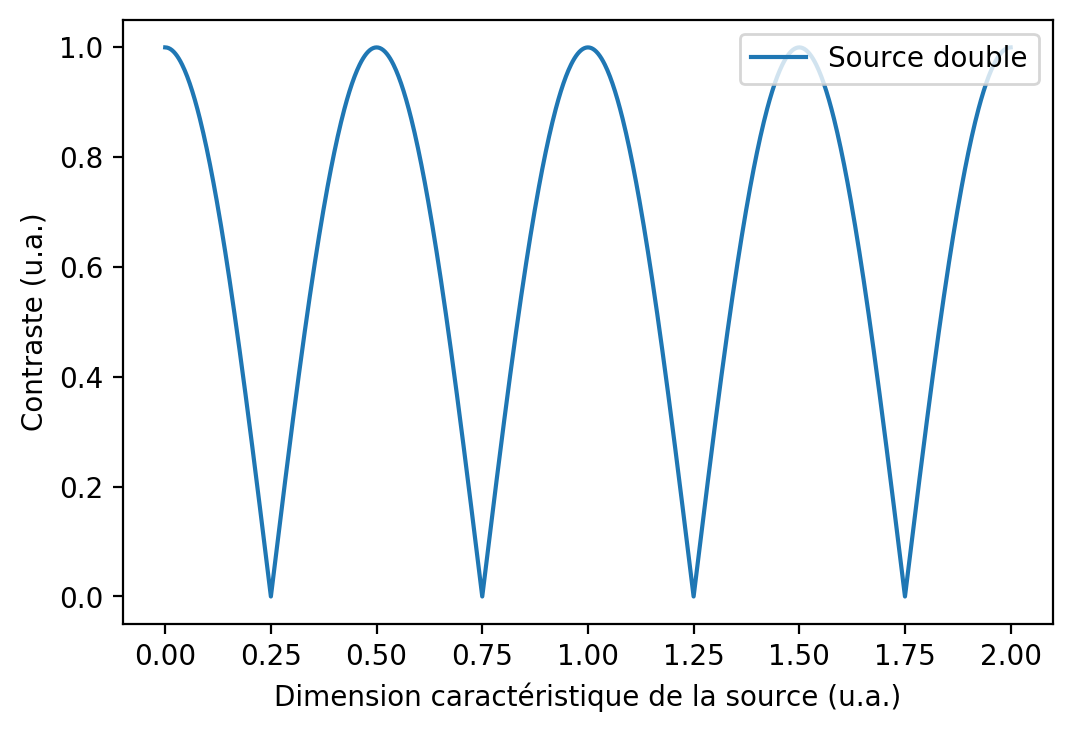 1.0
0.8
0.6
0.4
0.2
0.0
Contraste (u.a.)
Source double
0.00 0.25 0.50 0.75 1.00 1.25 1.50 1.75 2.00
Dimension caractéristique de la source (u.a.)